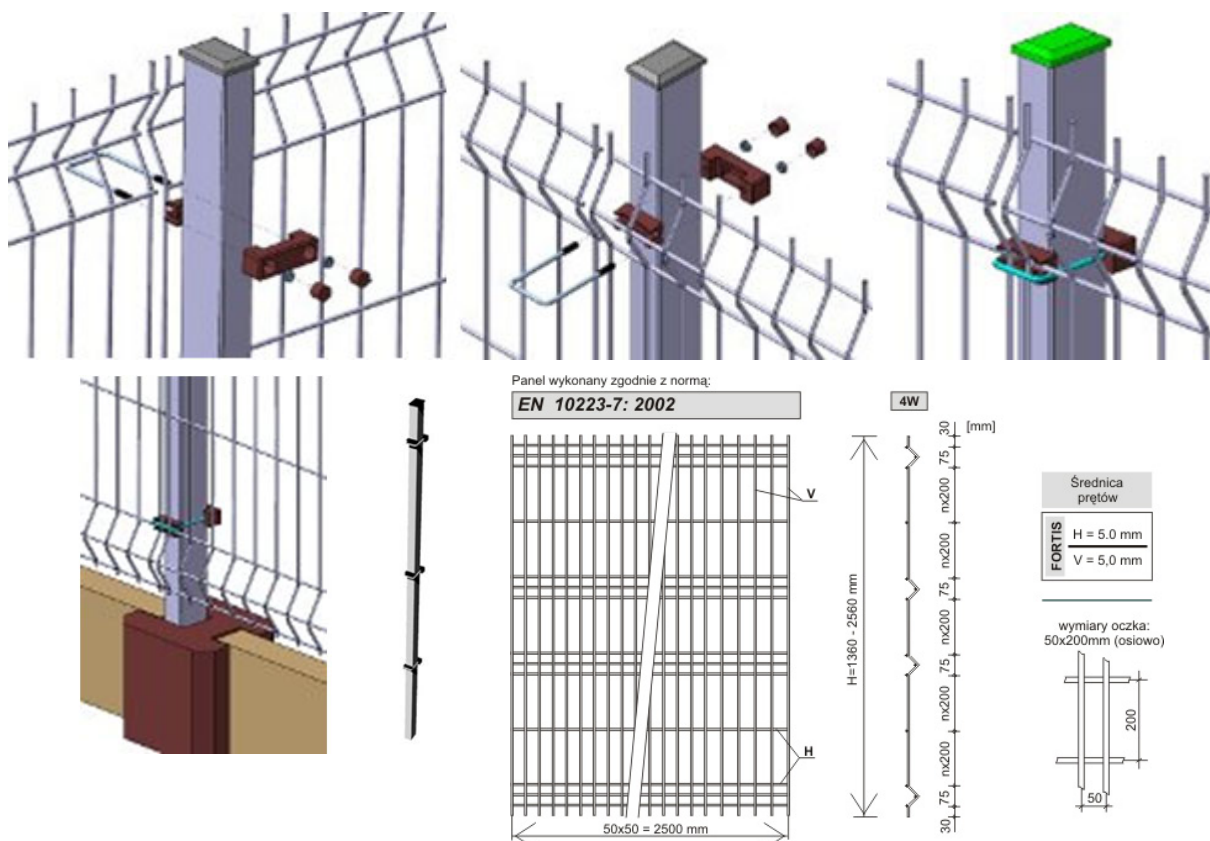 Panel wykonany zgodnie z normą:
EN 10223-7: 2002
4W
30
[mm]
75
nx200
nx200
75
nx200
75
nx200
nx200
75
30
V
H
H=1360 - 2560 mm
50x50 = 2500 mm
Średnica
prętów
FORTIS
H = 5.0 mm
V = 5,0 mm
wymiary oczka:
50x200mm (osiowo)
200
50